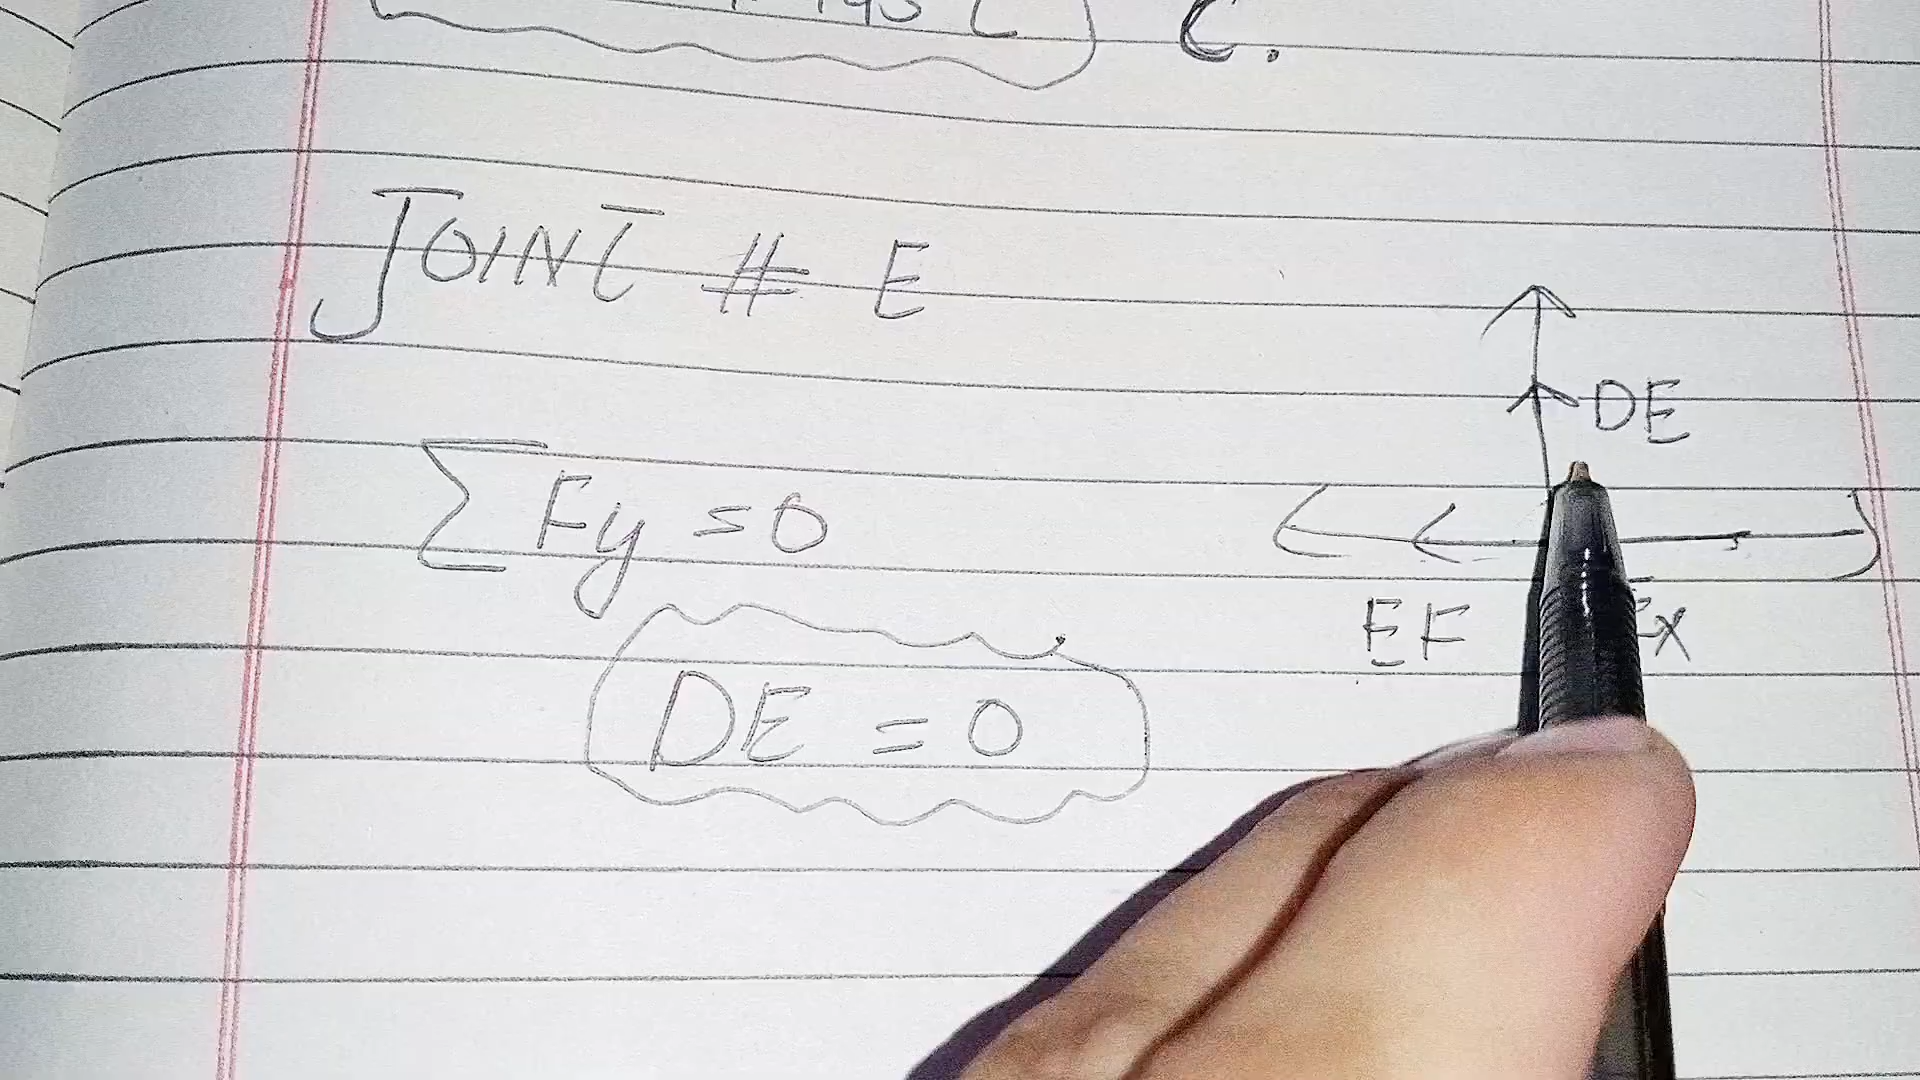 C.
JOINT # E
DE
ΣFy = 0
EF
DE = 0